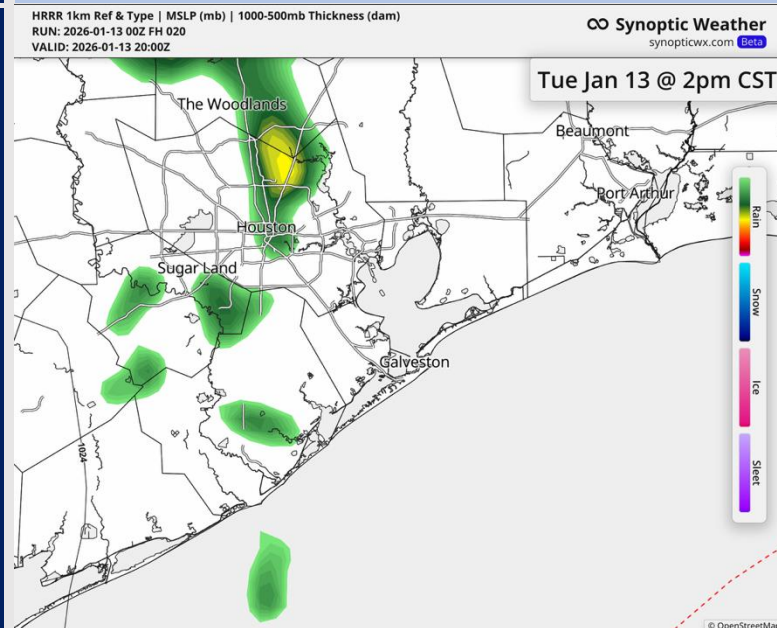 HRRR 1km Ref & Type | MSLP (mb) | 1000-500mb Thickness (dam)
RUN: 2026-01-13 00Z FH 020
VALID: 2026-01-13 20:00Z
Synoptic Weather
synopticwx.com Beta
Tue Jan 13 @ 2pm CST
The Woodlands
Beaumont
Port Arthur
Houston
Sugar Land
Galveston
1024
Rain
Snow
Ice
Sleet
© OpenStreetMap